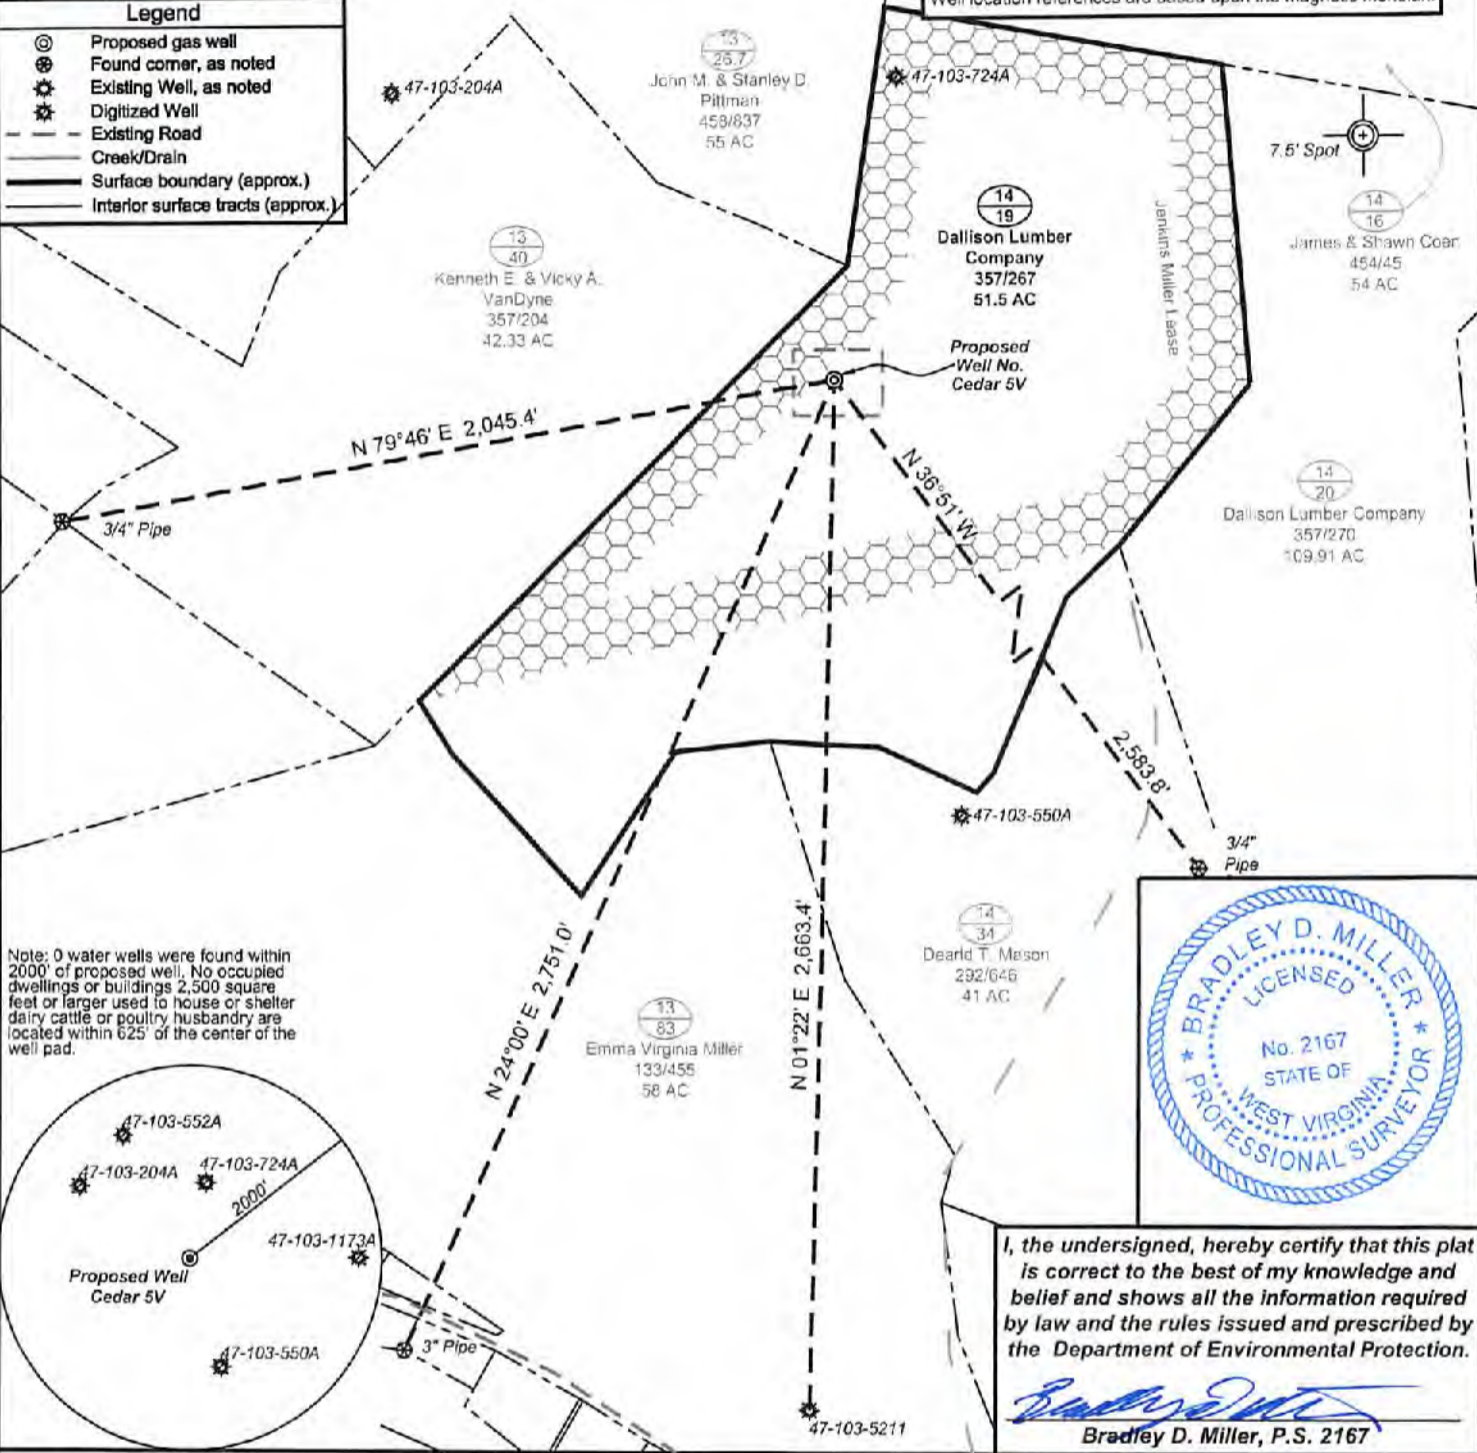 Legend
Proposed gas well
Found corner, as noted
Existing Well, as noted
Digitized Well
Existing Road
Creek/Drain
Surface boundary (approx.)
Interior surface tracts (approx.)
Well location references are based upon the magnetic meridian.
47-103-204A
13
26.7
John M. & Stanley D.
Pittman
458/837
55 AC
47-103-724A
7.5' Spot
14
16
James & Shawn Coen
454/45
54 AC
14
19
Dallison Lumber
Company
357/267
51.5 AC
Jenkins Miller Lease
13
40
Kenneth E. & Vicky A.
VanDyne
357/204
42.33 AC
Proposed
Well No.
Cedar 5V
N 79°46' E 2,045.4'
3/4" Pipe
N 36°51' W
2,583.8'
14
20
Dallison Lumber Company
357/270
109.91 AC
47-103-550A
3/4"
Pipe
14
34
Dearld T. Mason
292/646
41 AC
N 24°00' E 2,751.0'
N 01°22' E 2,663.4'
13
83
Emma Virginia Miller
133/455
58 AC
Note: 0 water wells were found within
2000' of proposed well. No occupied
dwellings or buildings 2,500 square
feet or larger used to house or shelter
dairy cattle or poultry husbandry are
located within 625' of the center of the
well pad.
47-103-552A
47-103-204A
47-103-724A
2000'
47-103-1173A
Proposed Well
Cedar 5V
47-103-550A
3" Pipe
47-103-5211
* BRADLEY D. MILLER *
LICENSED
No. 2167
STATE OF
WEST VIRGINIA
PROFESSIONAL SURVEYOR
I, the undersigned, hereby certify that this plat
is correct to the best of my knowledge and
belief and shows all the information required
by law and the rules issued and prescribed by
the Department of Environmental Protection.
Bradley D. Miller, P.S. 2167